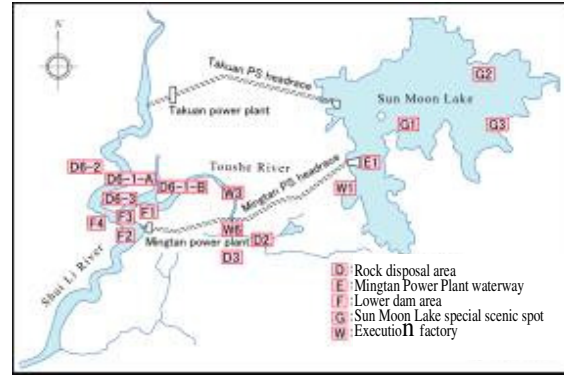 N
Takuan PS headrace
Takuan power plant
Sun Moon Lake
G2
G1
G3
Toushe River
Mingtan PS headrace
E1
W1
D6-2
D6-1-A
D6-1-B
W3
D6-3
F1
F3
F4
F2
W6
D2
D3
Mingtan power plant
Shui Li River
D :Rock disposal area
E :Mingtan Power Plant waterway
F :Lower dam area
G :Sun Moon Lake special scenic spot
W :Execution factory